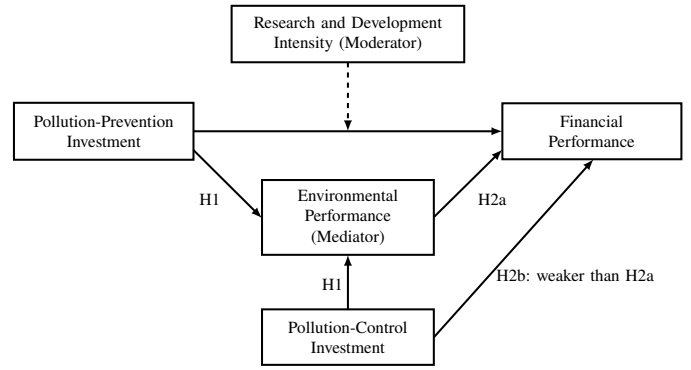 Research and Development
Intensity (Moderator)
Pollution-Prevention
Investment
Financial
Performance
H1
Environmental
Performance
(Mediator)
H2a
H1
H2b: weaker than H2a
Pollution-Control
Investment